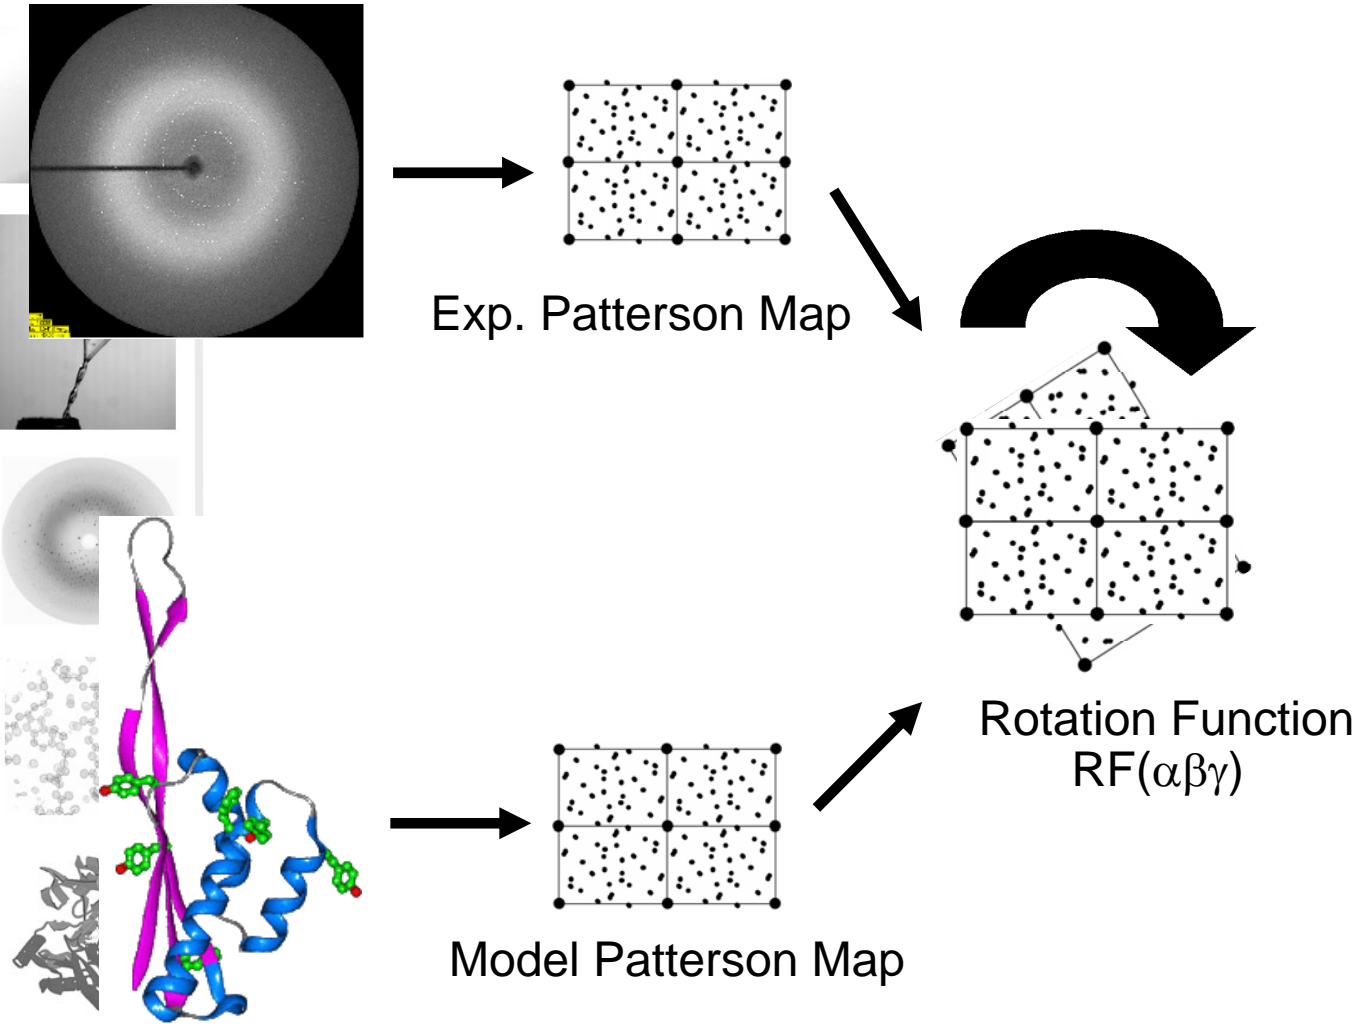 Exp. Patterson Map
Rotation Function
RF(αβγ)
Model Patterson Map